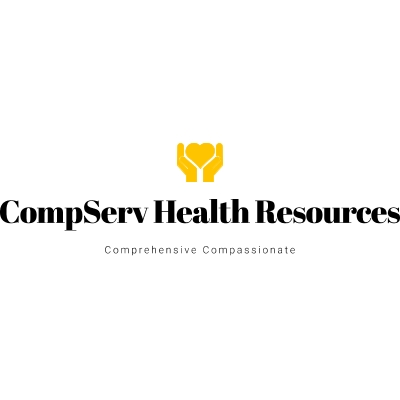 CompServ Health Resources
Comprehensive Compassionate